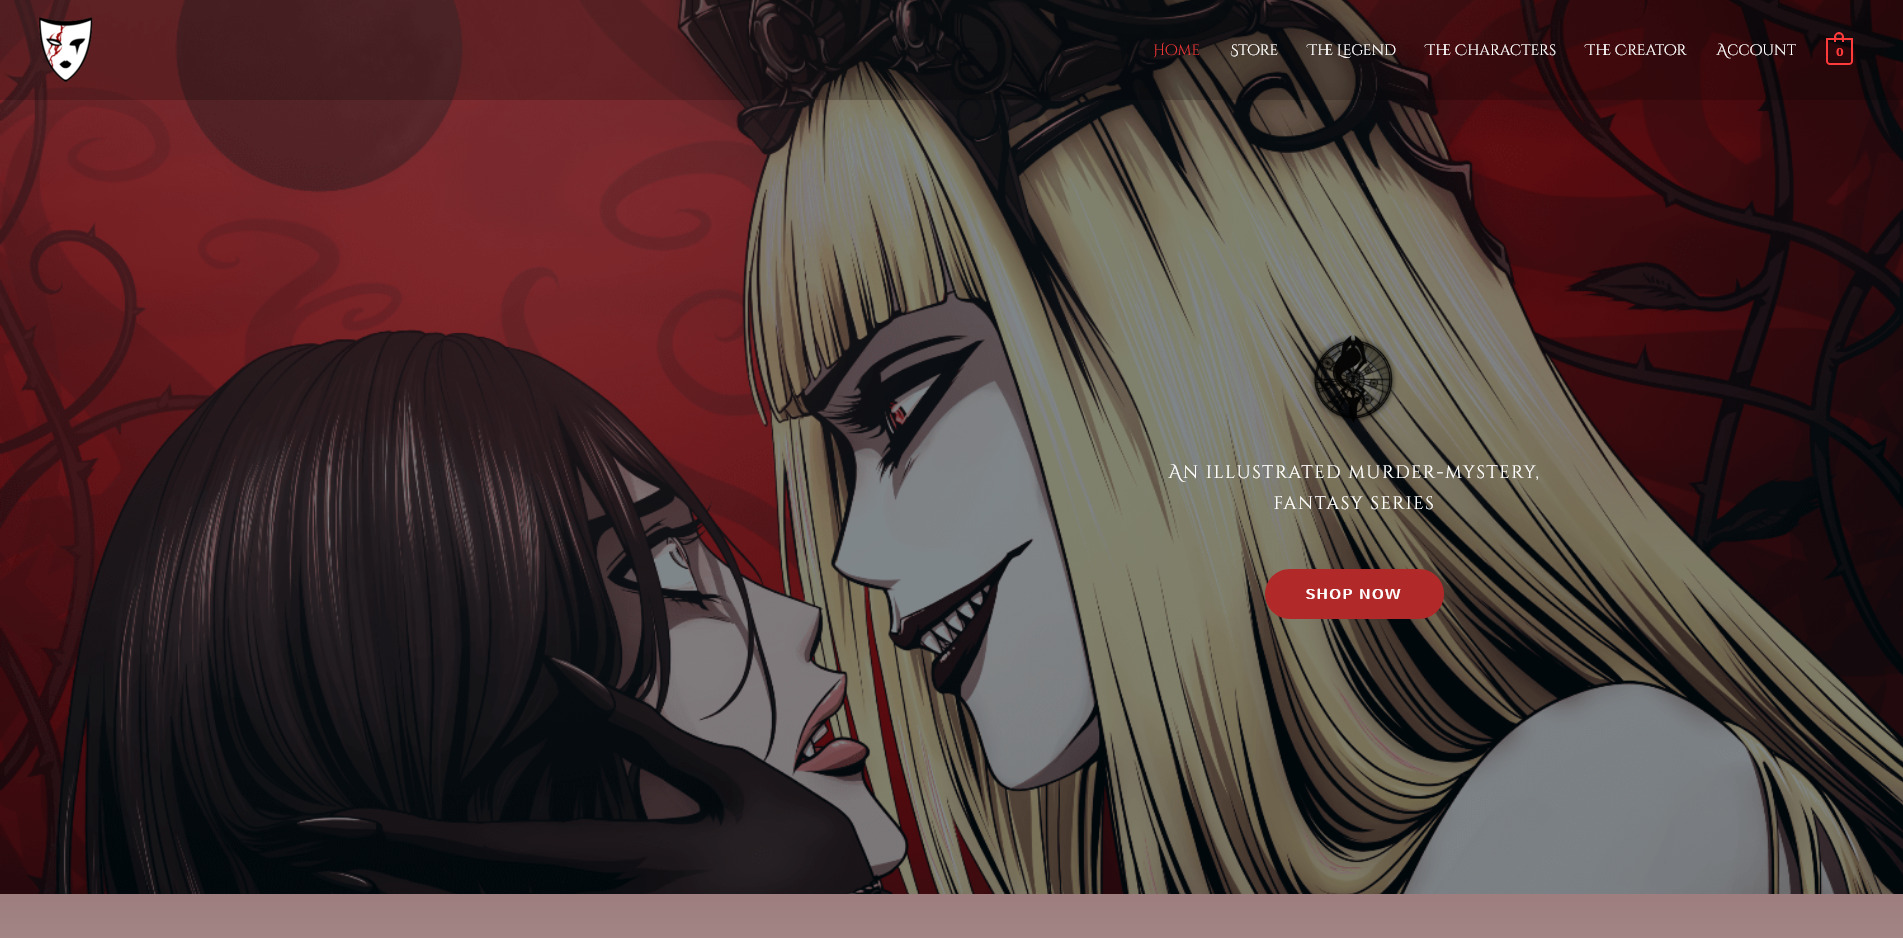 Home
Store
The Legend
The Characters
The Creator
Account
0
An illustrated murder-mystery,
fantasy series
SHOP NOW